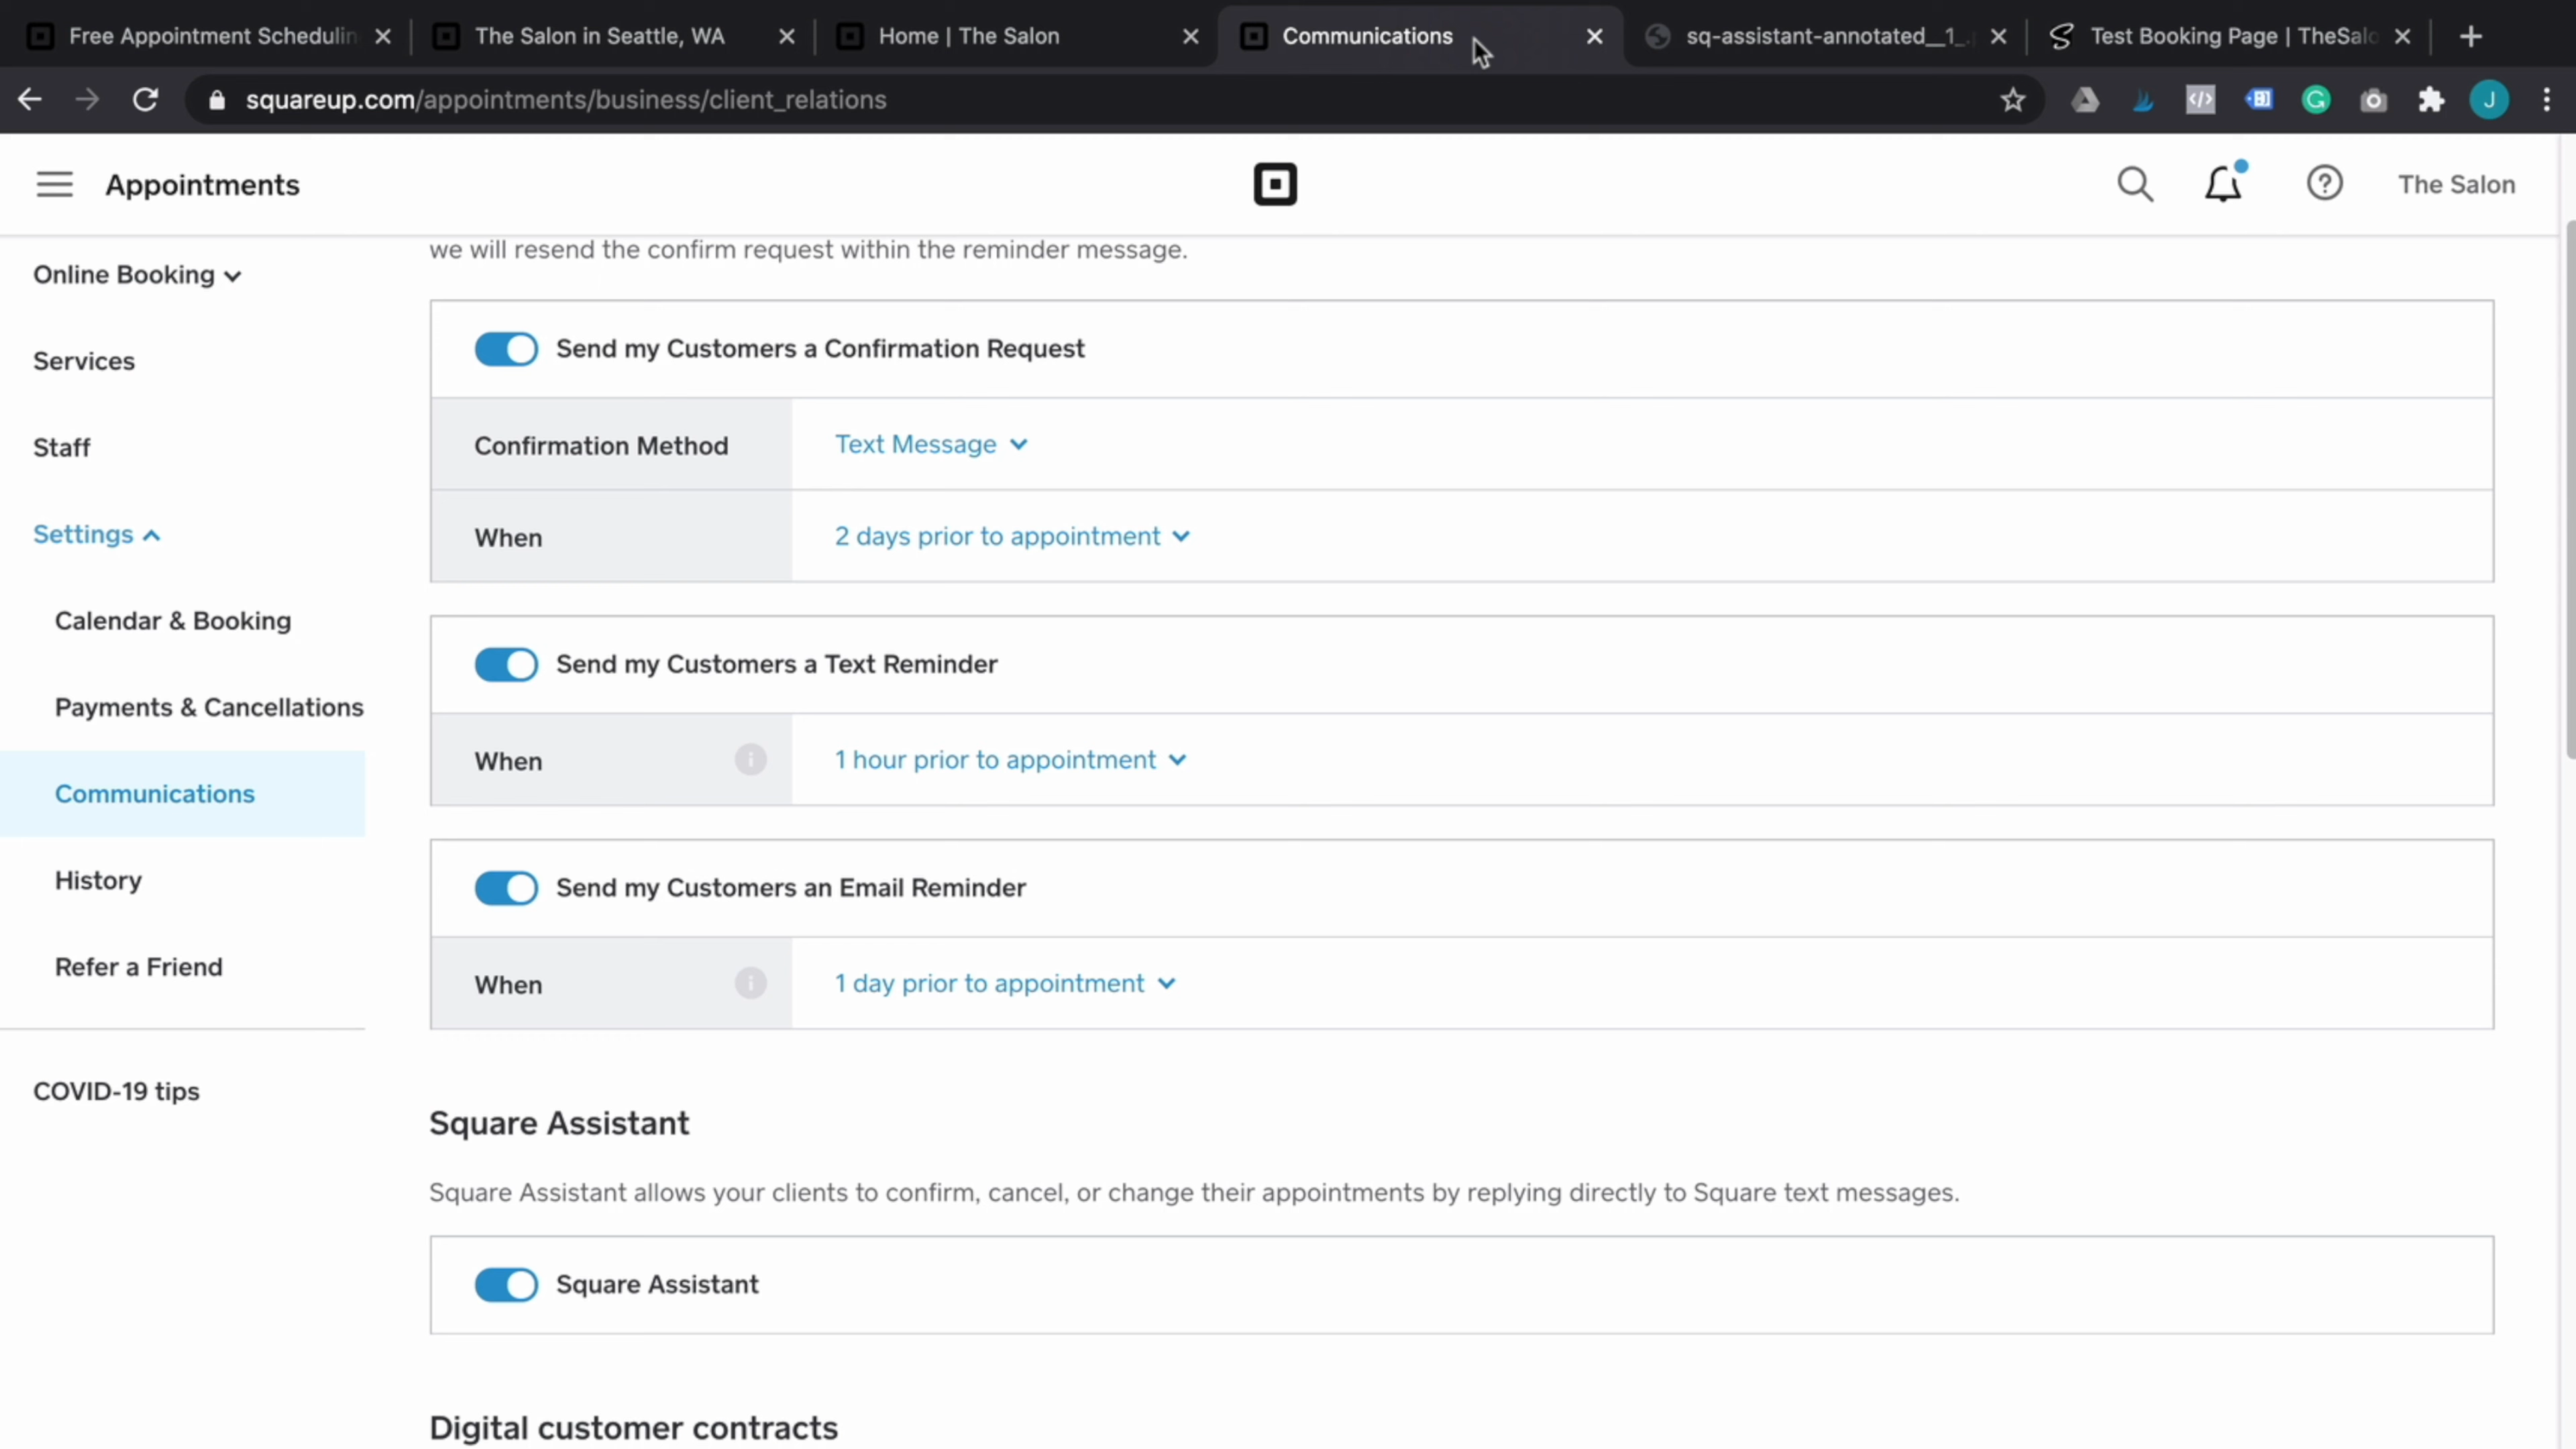 Free Appointment Schedulin
The Salon in Seattle, WA
Home | The Salon
Communications
sq-assistant-annotated__1_.
Test Booking Page | TheSalo
squareup.com/appointments/business/client_relations
J
Appointments
The Salon
Online Booking
Services
Staff
Settings
Calendar & Booking
Payments & Cancellations
Communications
History
Refer a Friend
COVID-19 tips
we will resend the confirm request within the reminder message.
Send my Customers a Confirmation Request
Confirmation Method Text Message
When 2 days prior to appointment
Send my Customers a Text Reminder
When 1 hour prior to appointment
Send my Customers an Email Reminder
When 1 day prior to appointment
Square Assistant
Square Assistant allows your clients to confirm, cancel, or change their appointments by replying directly to Square text messages.
Square Assistant
Digital customer contracts